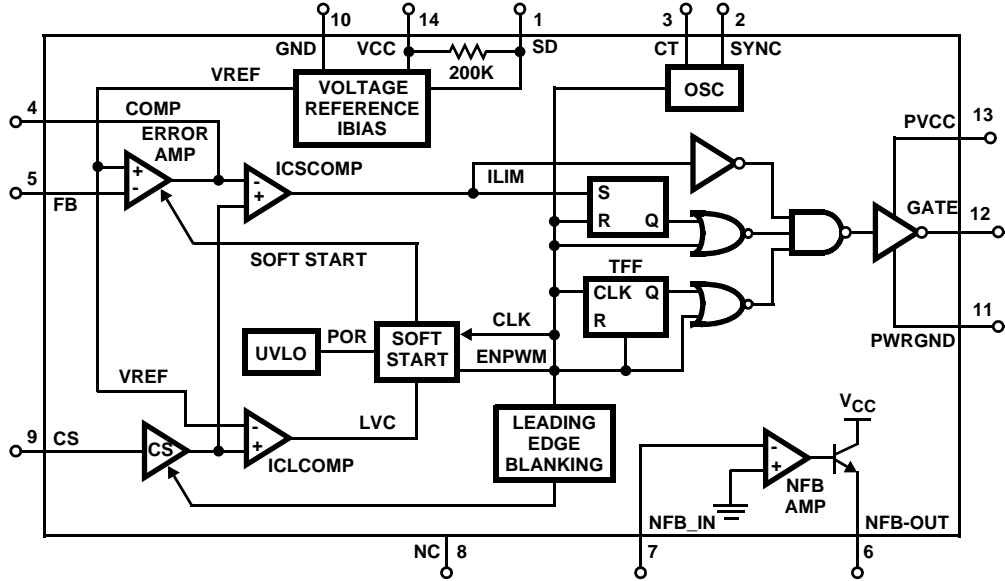 10
14
1
3
2
GND
VCC
SD
CT
SYNC
200K
VREF
VOLTAGE
REFERENCE
IBIAS
OSC
4
COMP
ERROR
AMP
PVCC
13
+
-
ICSCOMP
-
+
ILIM
5
FB
S
R
Q
GATE
12
SOFT START
TFF
CLK
Q
R
11
PWRGND
CLK
UVLO
POR
SOFT
START
ENPWM
VREF
LVC
LEADING
EDGE
BLANKING
VCC
9
CS
CS
-
+
ICLCOMP
-
+
NFB
AMP
NFB_IN
NFB-OUT
NC
8
7
6